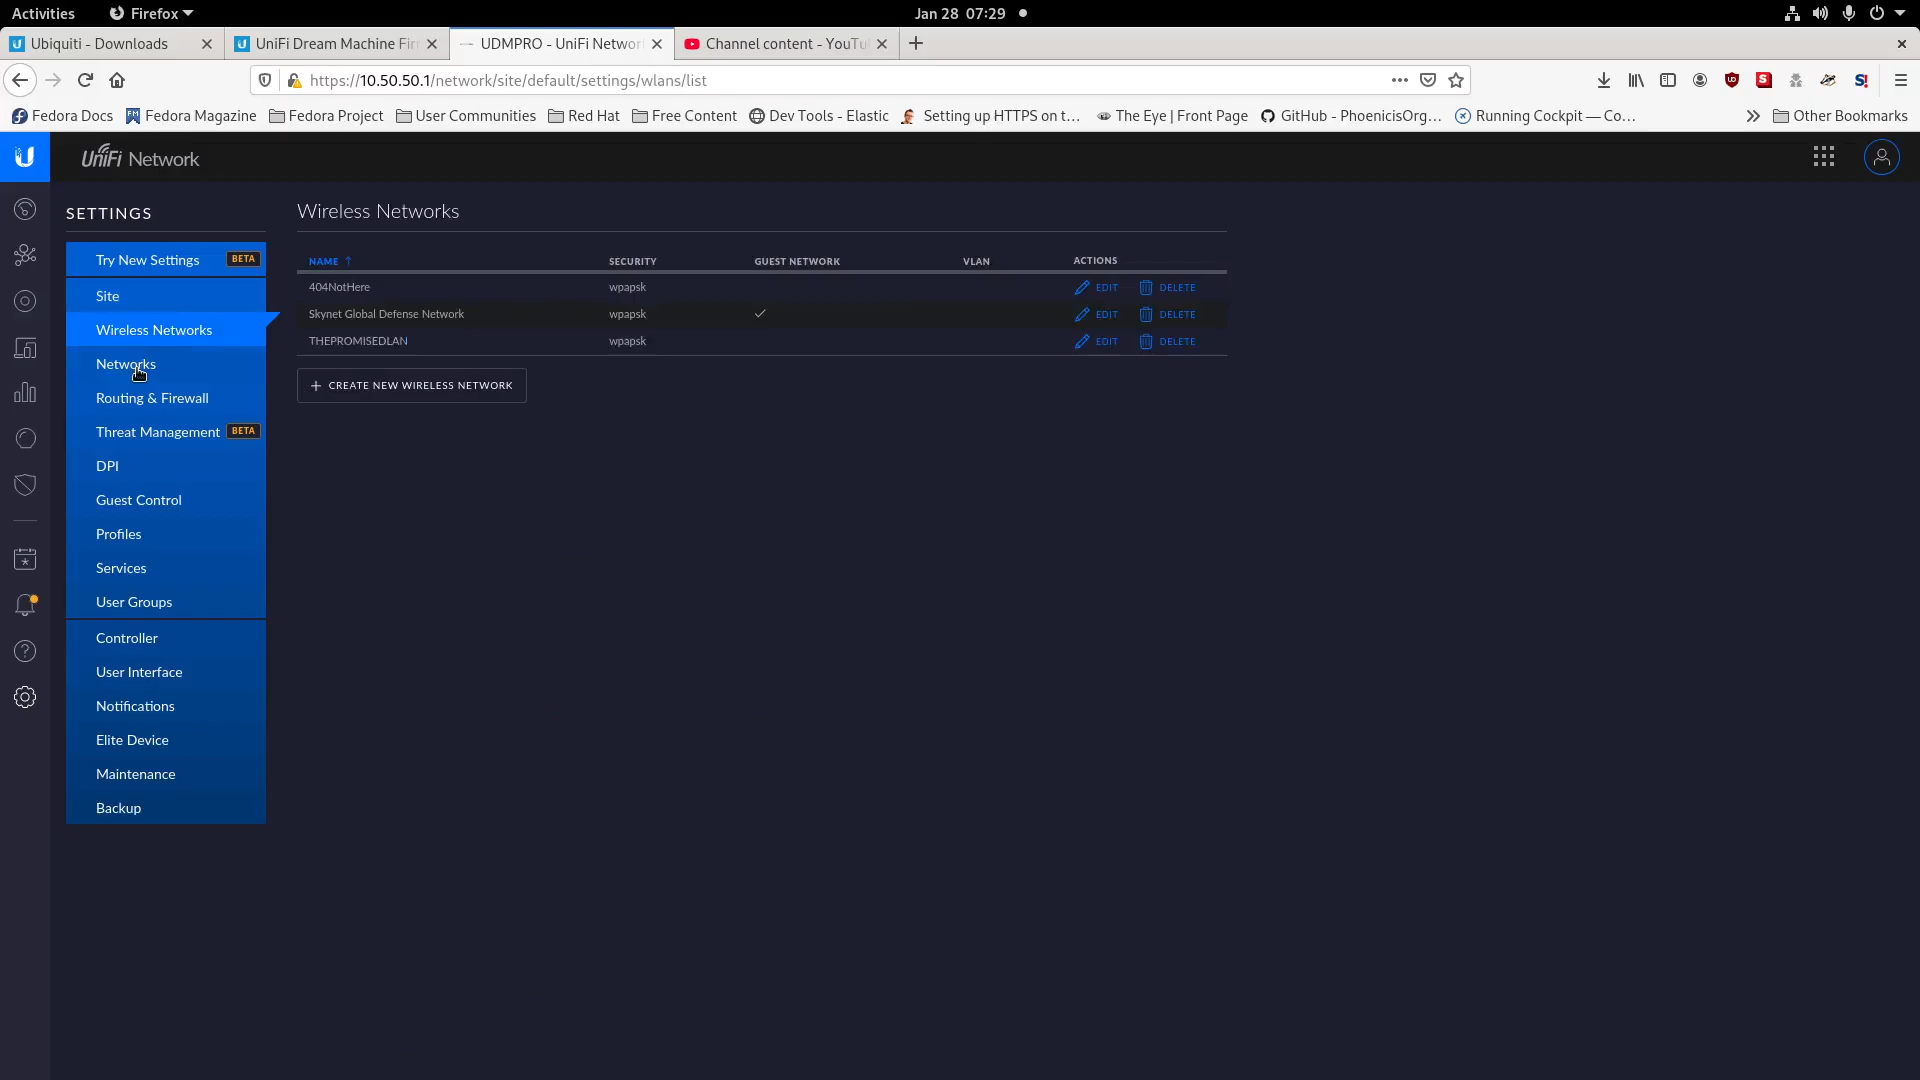 Activities Firefox Jan 28 07:29
Ubiquiti - Downloads UniFi Dream Machine Fir UDMPRO - UniFi Networ Channel content - YouTu
https://10.50.50.1/network/site/default/settings/wlans/list
Fedora Docs Fedora Magazine Fedora Project User Communities Red Hat Free Content Dev Tools - Elastic Setting up HTTPS on t… The Eye | Front Page GitHub - PhoenicisOrg… Running Cockpit — Co… Other Bookmarks
UniFi Network
SETTINGS
Try New Settings BETA
Site
Wireless Networks
Networks
Routing & Firewall
Threat Management BETA
DPI
Guest Control
Profiles
Services
User Groups
Controller
User Interface
Notifications
Elite Device
Maintenance
Backup
Wireless Networks
NAME ↑ SECURITY GUEST NETWORK VLAN ACTIONS
404NotHere wpapsk EDIT DELETE
Skynet Global Defense Network wpapsk ✓ EDIT DELETE
THEPROMISEDLAN wpapsk EDIT DELETE
+ CREATE NEW WIRELESS NETWORK